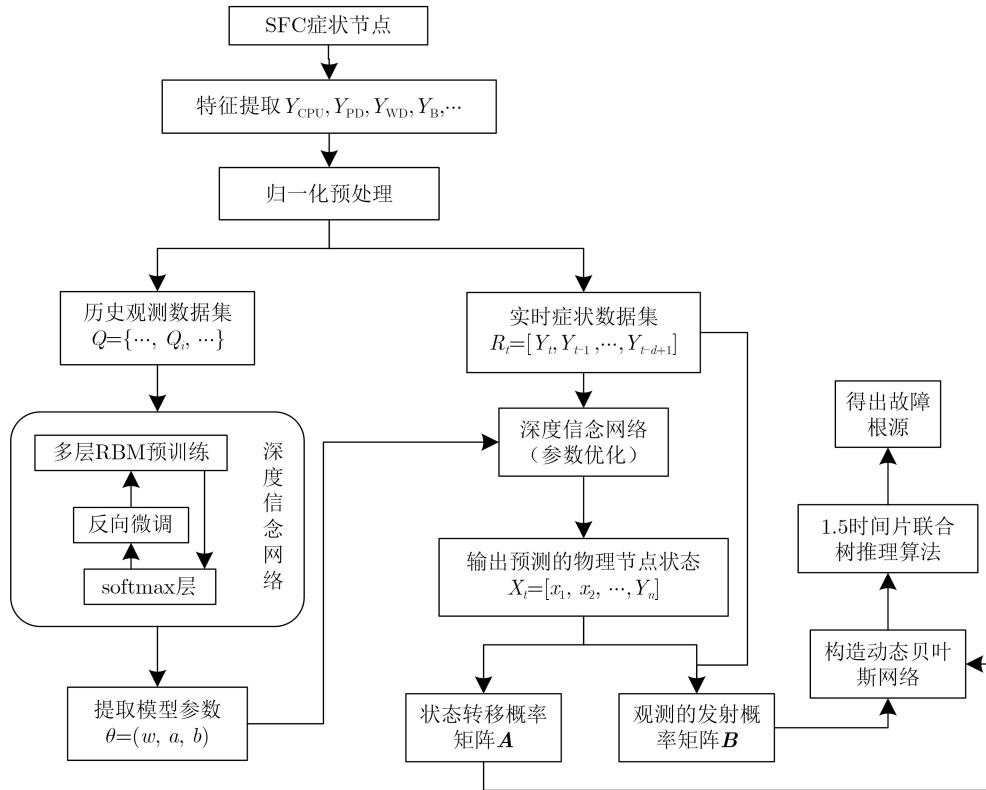 SFC症状节点
特征提取 Y_CPU, Y_PD, Y_WD, Y_B,···
归一化预处理
历史观测数据集
Q={···, Q_i, ···}
实时症状数据集
R_t=[Y_t, Y_{t-1},···, Y_{t-d+1}]
多层RBM预训练
反向微调
softmax层
深度信念网络
深度信念网络
（参数优化）
得出故障
根源
1.5时间片联合
树推理算法
输出预测的物理节点状态
X_t=[x_1, x_2, ···, Y_n]
构造动态贝叶
斯网络
提取模型参数
θ=(w, a, b)
状态转移概率
矩阵A
观测的发射概
率矩阵B